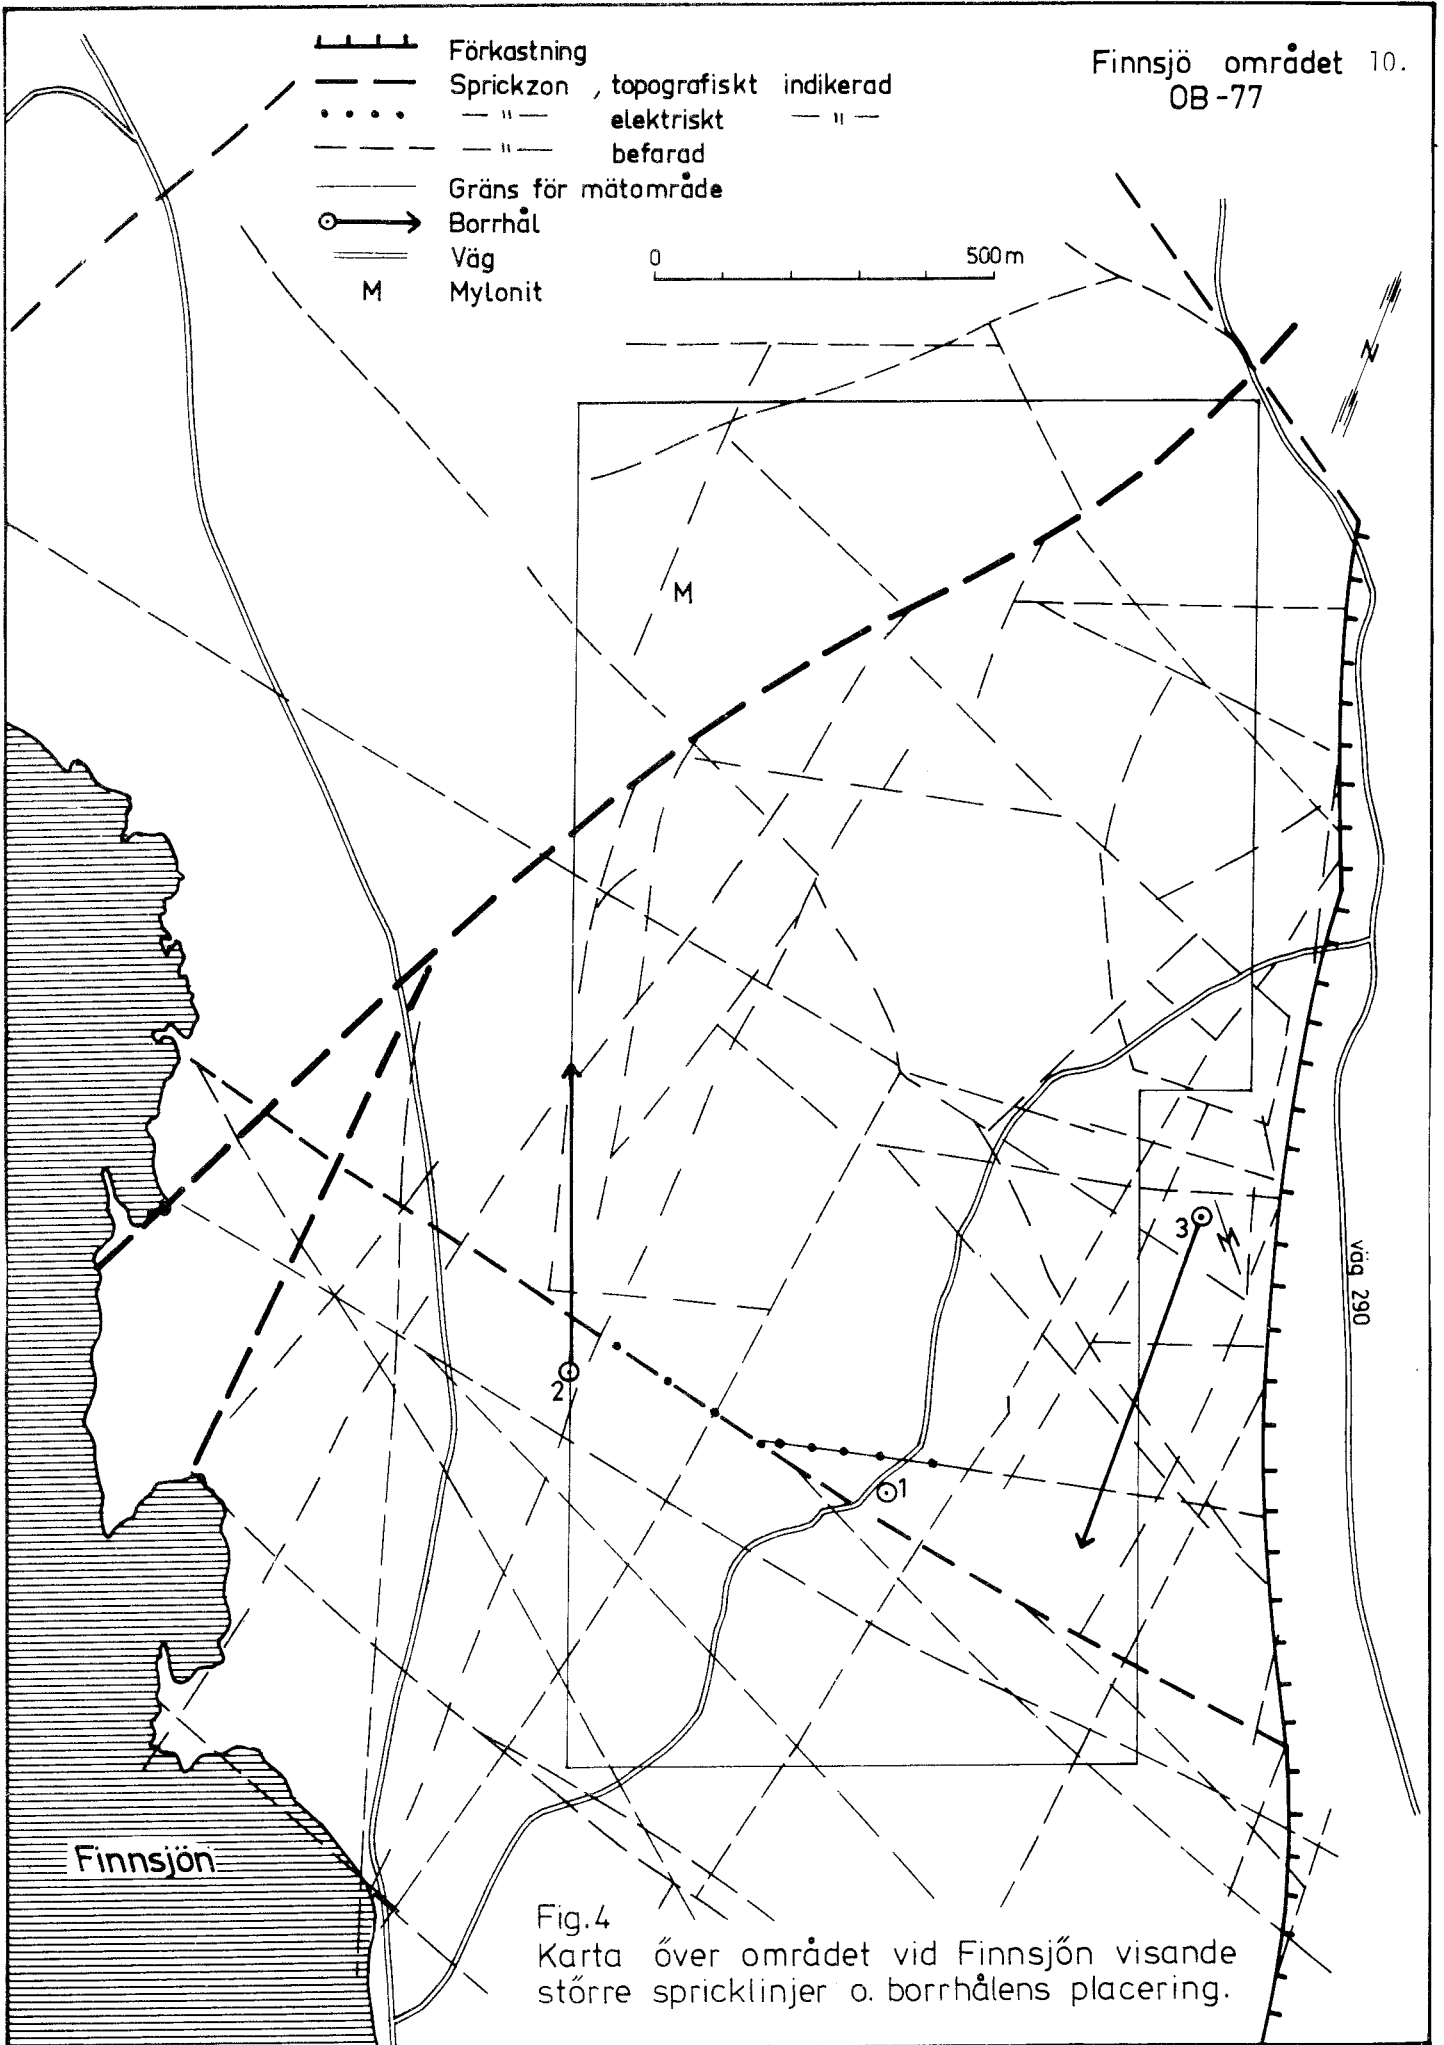 Finnsjö området 10.
OB-77
Förkastning
Sprickzon, topografiskt indikerad
— " — elektriskt — " —
— " — befarad
Gräns för mätområde
Borrhål
Väg
M Mylonit
0 500m
N
M
3 M
väg 290
2
1
Finnsjön
Fig.4
Karta över området vid Finnsjön visande
större spricklinjer o. borrhålens placering.